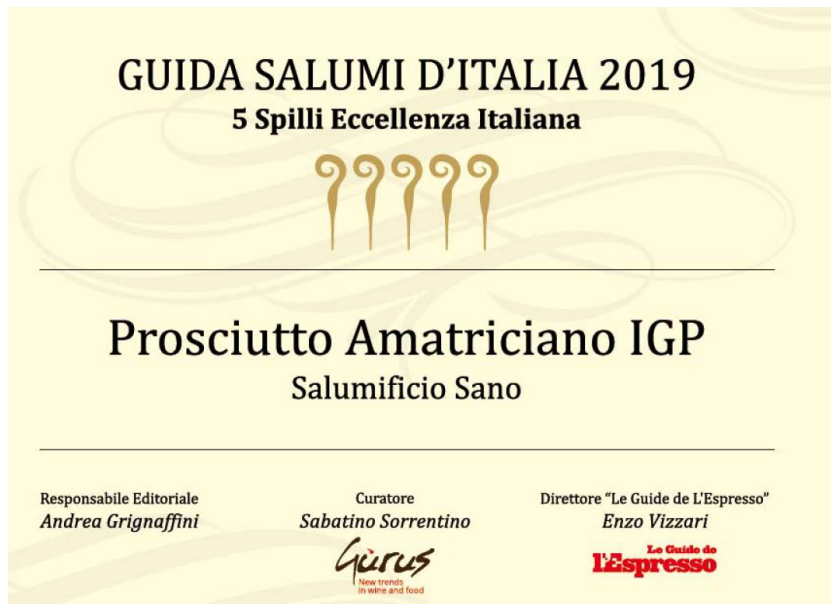 GUIDA SALUMI D'ITALIA 2019
5 Spilli Eccellenza Italiana
Prosciutto Amatriciano IGP
Salumificio Sano
Responsabile Editoriale
Andrea Grignaffini
Curatore
Sabatino Sorrentino
Gùrus
New trends
in wine and food
Direttore “Le Guide de L'Espresso”
Enzo Vizzari
Le Guide de
l'Espresso